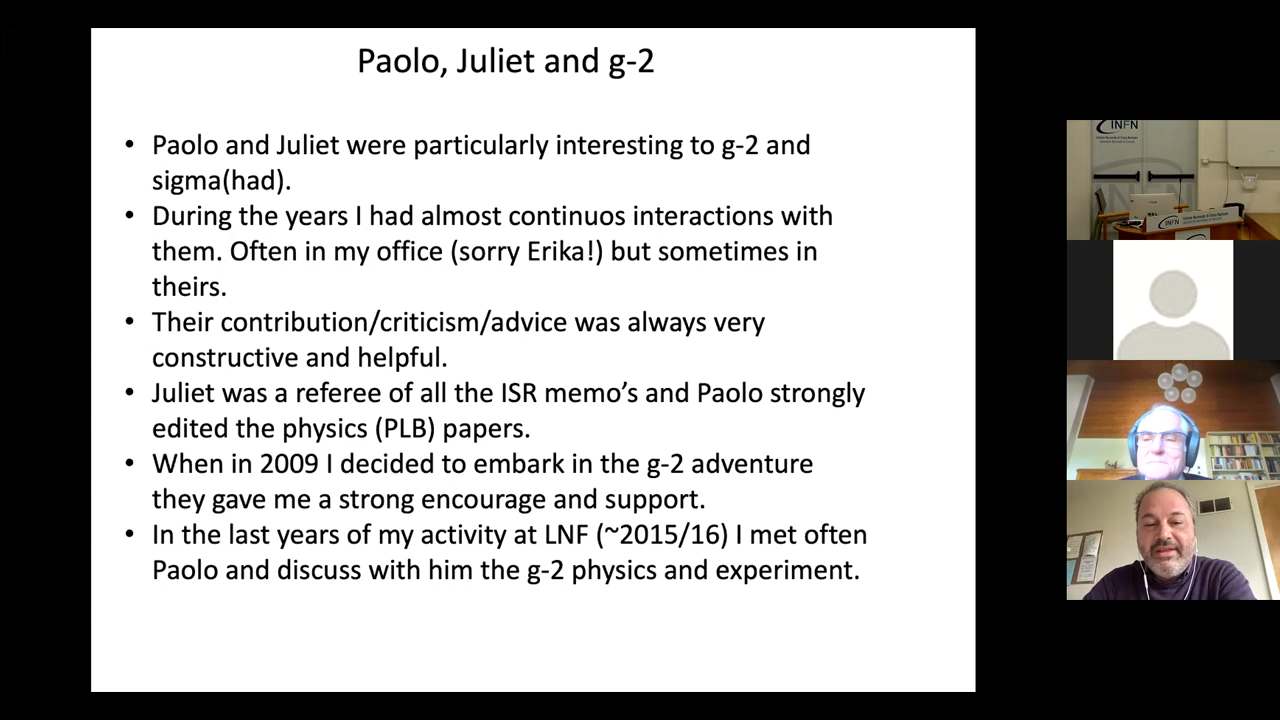 Paolo, Juliet and g-2
• Paolo and Juliet were particularly interesting to g-2 and
sigma(had).
• During the years I had almost continuos interactions with
them. Often in my office (sorry Erika!) but sometimes in
theirs.
• Their contribution/criticism/advice was always very
constructive and helpful.
• Juliet was a referee of all the ISR memo’s and Paolo strongly
edited the physics (PLB) papers.
• When in 2009 I decided to embark in the g-2 adventure
they gave me a strong encourage and support.
• In the last years of my activity at LNF (~2015/16) I met often
Paolo and discuss with him the g-2 physics and experiment.
INFN
INFN